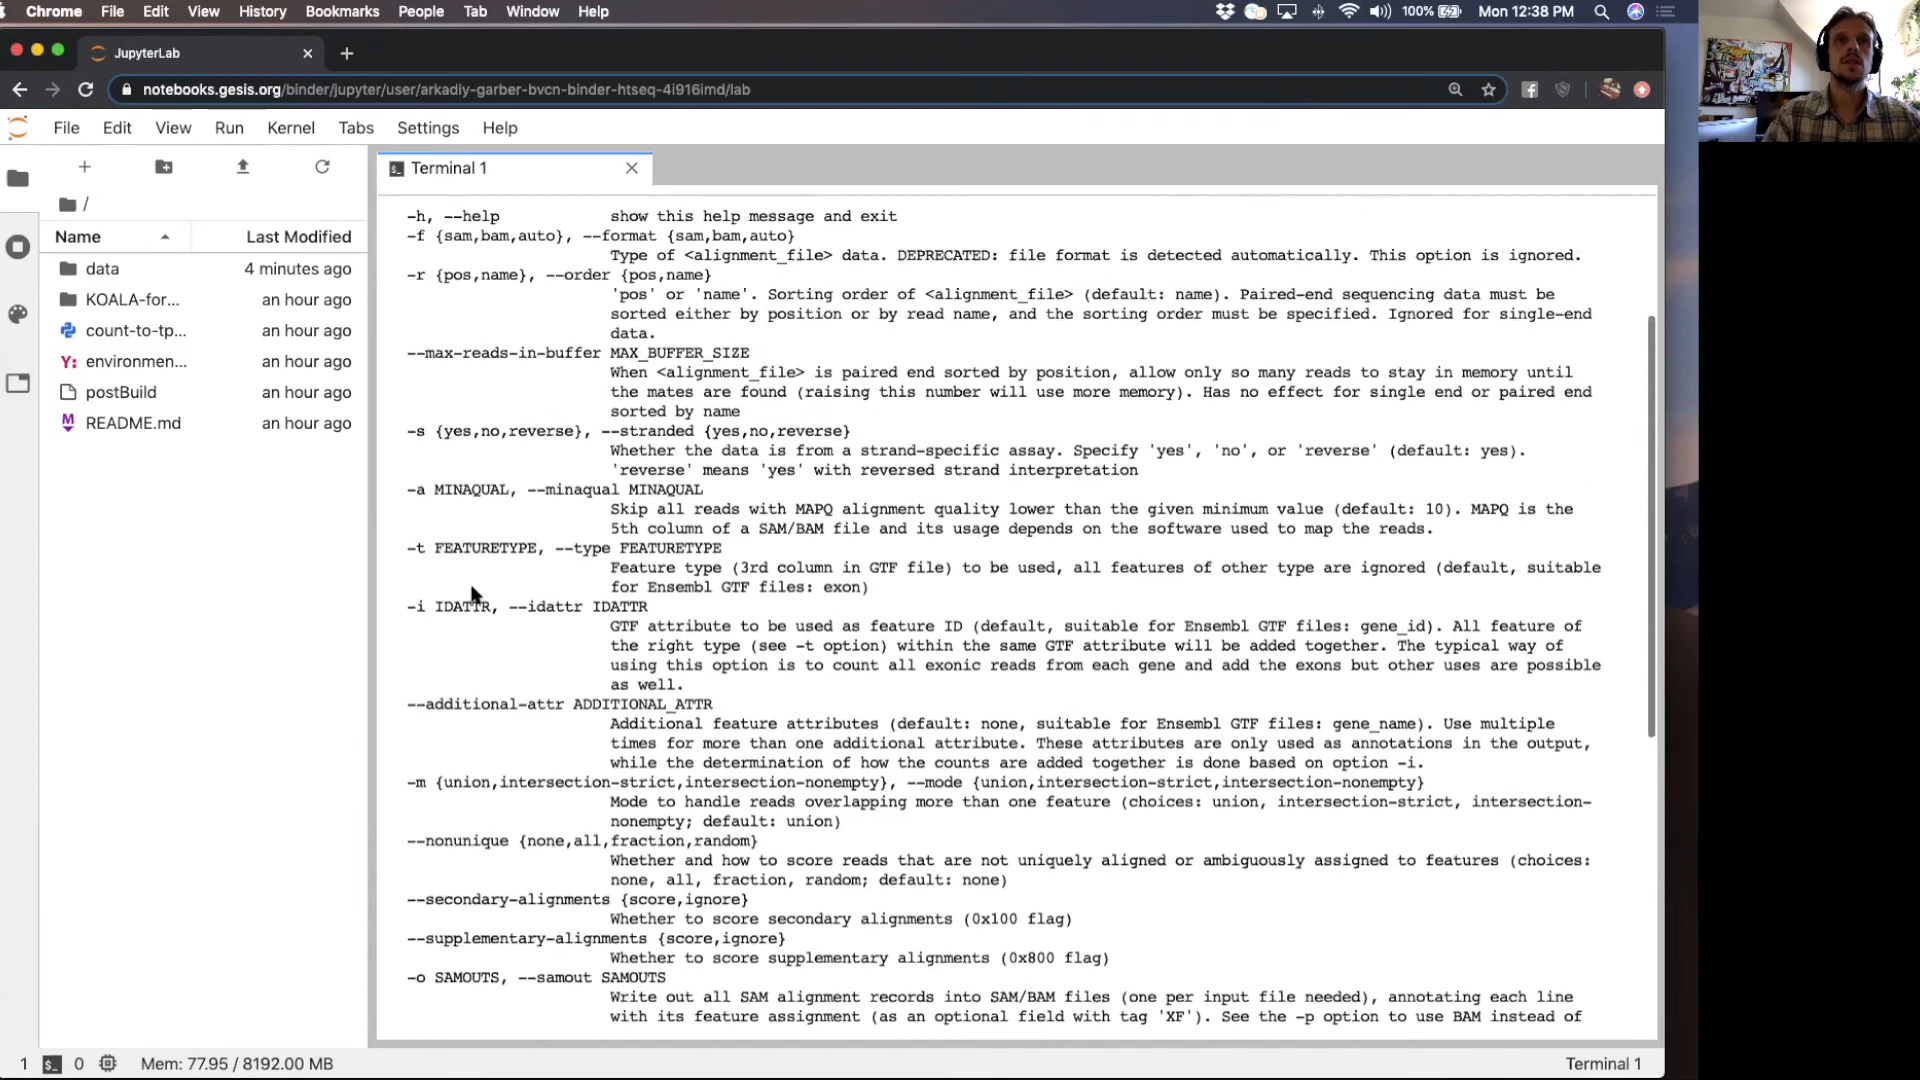 Chrome File Edit View History Bookmarks People Tab Window Help 100% Mon 12:38 PM
JupyterLab
notebooks.gesis.org/binder/jupyter/user/arkadiy-garber-bvcn-binder-htseq-4i916imd/lab
File Edit View Run Kernel Tabs Settings Help
Terminal 1
/
Name Last Modified
data 4 minutes ago
KOALA-for... an hour ago
count-to-tp... an hour ago
Y: environmen... an hour ago
postBuild an hour ago
README.md an hour ago
-h, --help show this help message and exit
-f {sam,bam,auto}, --format {sam,bam,auto}
Type of <alignment_file> data. DEPRECATED: file format is detected automatically. This option is ignored.
-r {pos,name}, --order {pos,name}
'pos' or 'name'. Sorting order of <alignment_file> (default: name). Paired-end sequencing data must be
sorted either by position or by read name, and the sorting order must be specified. Ignored for single-end
data.
--max-reads-in-buffer MAX_BUFFER_SIZE
When <alignment_file> is paired end sorted by position, allow only so many reads to stay in memory until
the mates are found (raising this number will use more memory). Has no effect for single end or paired end
sorted by name
-s {yes,no,reverse}, --stranded {yes,no,reverse}
Whether the data is from a strand-specific assay. Specify 'yes', 'no', or 'reverse' (default: yes).
'reverse' means 'yes' with reversed strand interpretation
-a MINAQUAL, --minaqual MINAQUAL
Skip all reads with MAPQ alignment quality lower than the given minimum value (default: 10). MAPQ is the
5th column of a SAM/BAM file and its usage depends on the software used to map the reads.
-t FEATURETYPE, --type FEATURETYPE
Feature type (3rd column in GTF file) to be used, all features of other type are ignored (default, suitable
for Ensembl GTF files: exon)
-i IDATTR, --idattr IDATTR
GTF attribute to be used as feature ID (default, suitable for Ensembl GTF files: gene_id). All feature of
the right type (see -t option) within the same GTF attribute will be added together. The typical way of
using this option is to count all exonic reads from each gene and add the exons but other uses are possible
as well.
--additional-attr ADDITIONAL_ATTR
Additional feature attributes (default: none, suitable for Ensembl GTF files: gene_name). Use multiple
times for more than one additional attribute. These attributes are only used as annotations in the output,
while the determination of how the counts are added together is done based on option -i.
-m {union,intersection-strict,intersection-nonempty}, --mode {union,intersection-strict,intersection-nonempty}
Mode to handle reads overlapping more than one feature (choices: union, intersection-strict, intersection-
nonempty; default: union)
--nonunique {none,all,fraction,random}
Whether and how to score reads that are not uniquely aligned or ambiguously assigned to features (choices:
none, all, fraction, random; default: none)
--secondary-alignments {score,ignore}
Whether to score secondary alignments (0x100 flag)
--supplementary-alignments {score,ignore}
Whether to score supplementary alignments (0x800 flag)
-o SAMOUTS, --samout SAMOUTS
Write out all SAM alignment records into SAM/BAM files (one per input file needed), annotating each line
with its feature assignment (as an optional field with tag 'XF'). See the -p option to use BAM instead of
1 0 Mem: 77.95 / 8192.00 MB Terminal 1